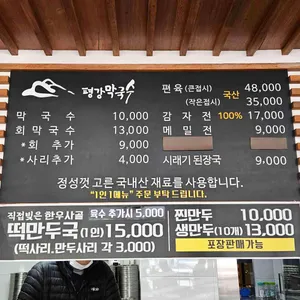 평강막국수
막국수 10,000
회막국수 13,000
*회 추가 9,000
*사리추가 4,000
편육 (큰접시) 국산 48,000
(작은접시) 35,000
감자전 100% 17,000
메밀전 9,000
시래기 된장국 9,000
정성껏 고른 국내산 재료를 사용합니다.
"1인 1메뉴" 주문 부탁 드립니다.
직접빚은 한우사골 육수 추가시 5,000
떡만두국(1인) 15,000
(떡사리,만두사리 각 3,000)
찐만두 10,000
생만두(10개) 13,000
포장판매가능